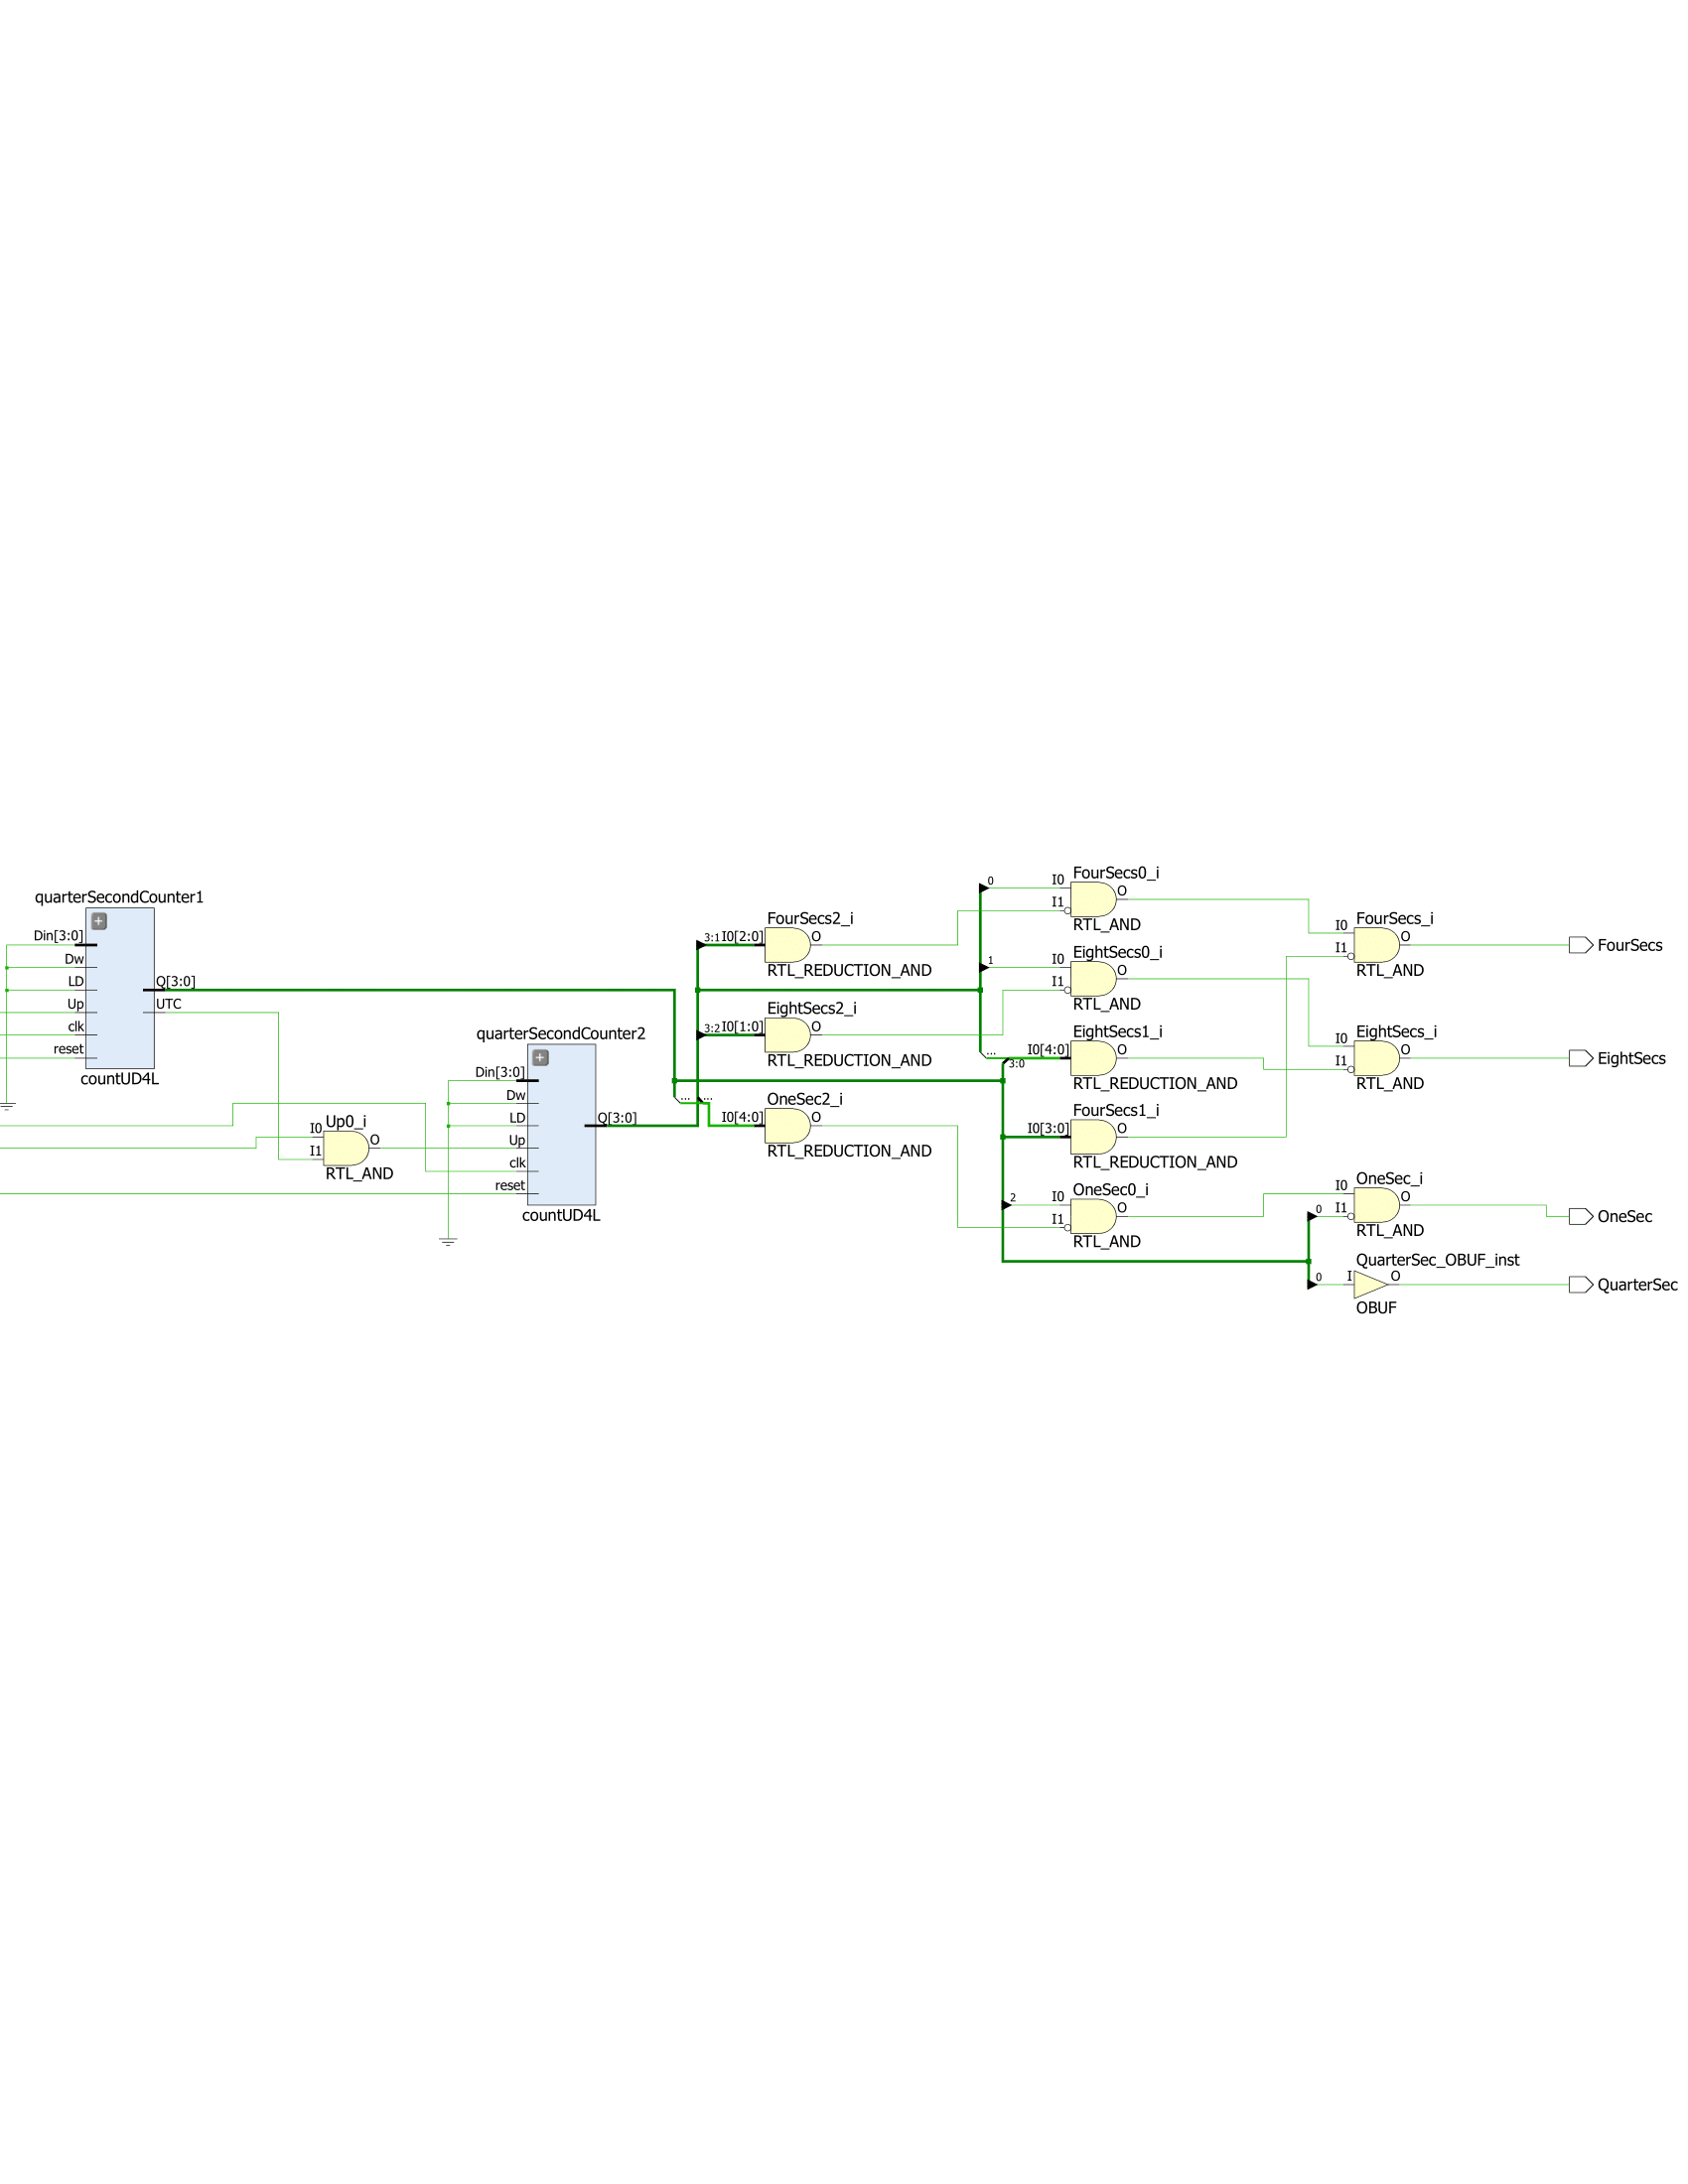 quarterSecondCounter1
Din[3:0]
Dw
LD
Up
clk
reset
Q[3:0]
UTC
countUD4L
Up0_i
I0
I1
O
RTL_AND
quarterSecondCounter2
Din[3:0]
Dw
LD
Up
clk
reset
Q[3:0]
countUD4L
FourSecs2_i
3:1 I0[2:0]
O
RTL_REDUCTION_AND
EightSecs2_i
3:2 I0[1:0]
O
RTL_REDUCTION_AND
OneSec2_i
... ...
I0[4:0]
O
RTL_REDUCTION_AND
FourSecs0_i
0
I0
I1
O
RTL_AND
EightSecs0_i
1
I0
I1
O
RTL_AND
EightSecs1_i
...
3:0
I0[4:0]
O
RTL_REDUCTION_AND
FourSecs1_i
I0[3:0]
O
RTL_REDUCTION_AND
OneSec0_i
2
I0
I1
O
RTL_AND
FourSecs_i
I0
I1
O
RTL_AND
FourSecs
EightSecs_i
I0
I1
O
RTL_AND
EightSecs
OneSec_i
I0
0
I1
O
RTL_AND
OneSec
QuarterSec_OBUF_inst
0
I
O
OBUF
QuarterSec